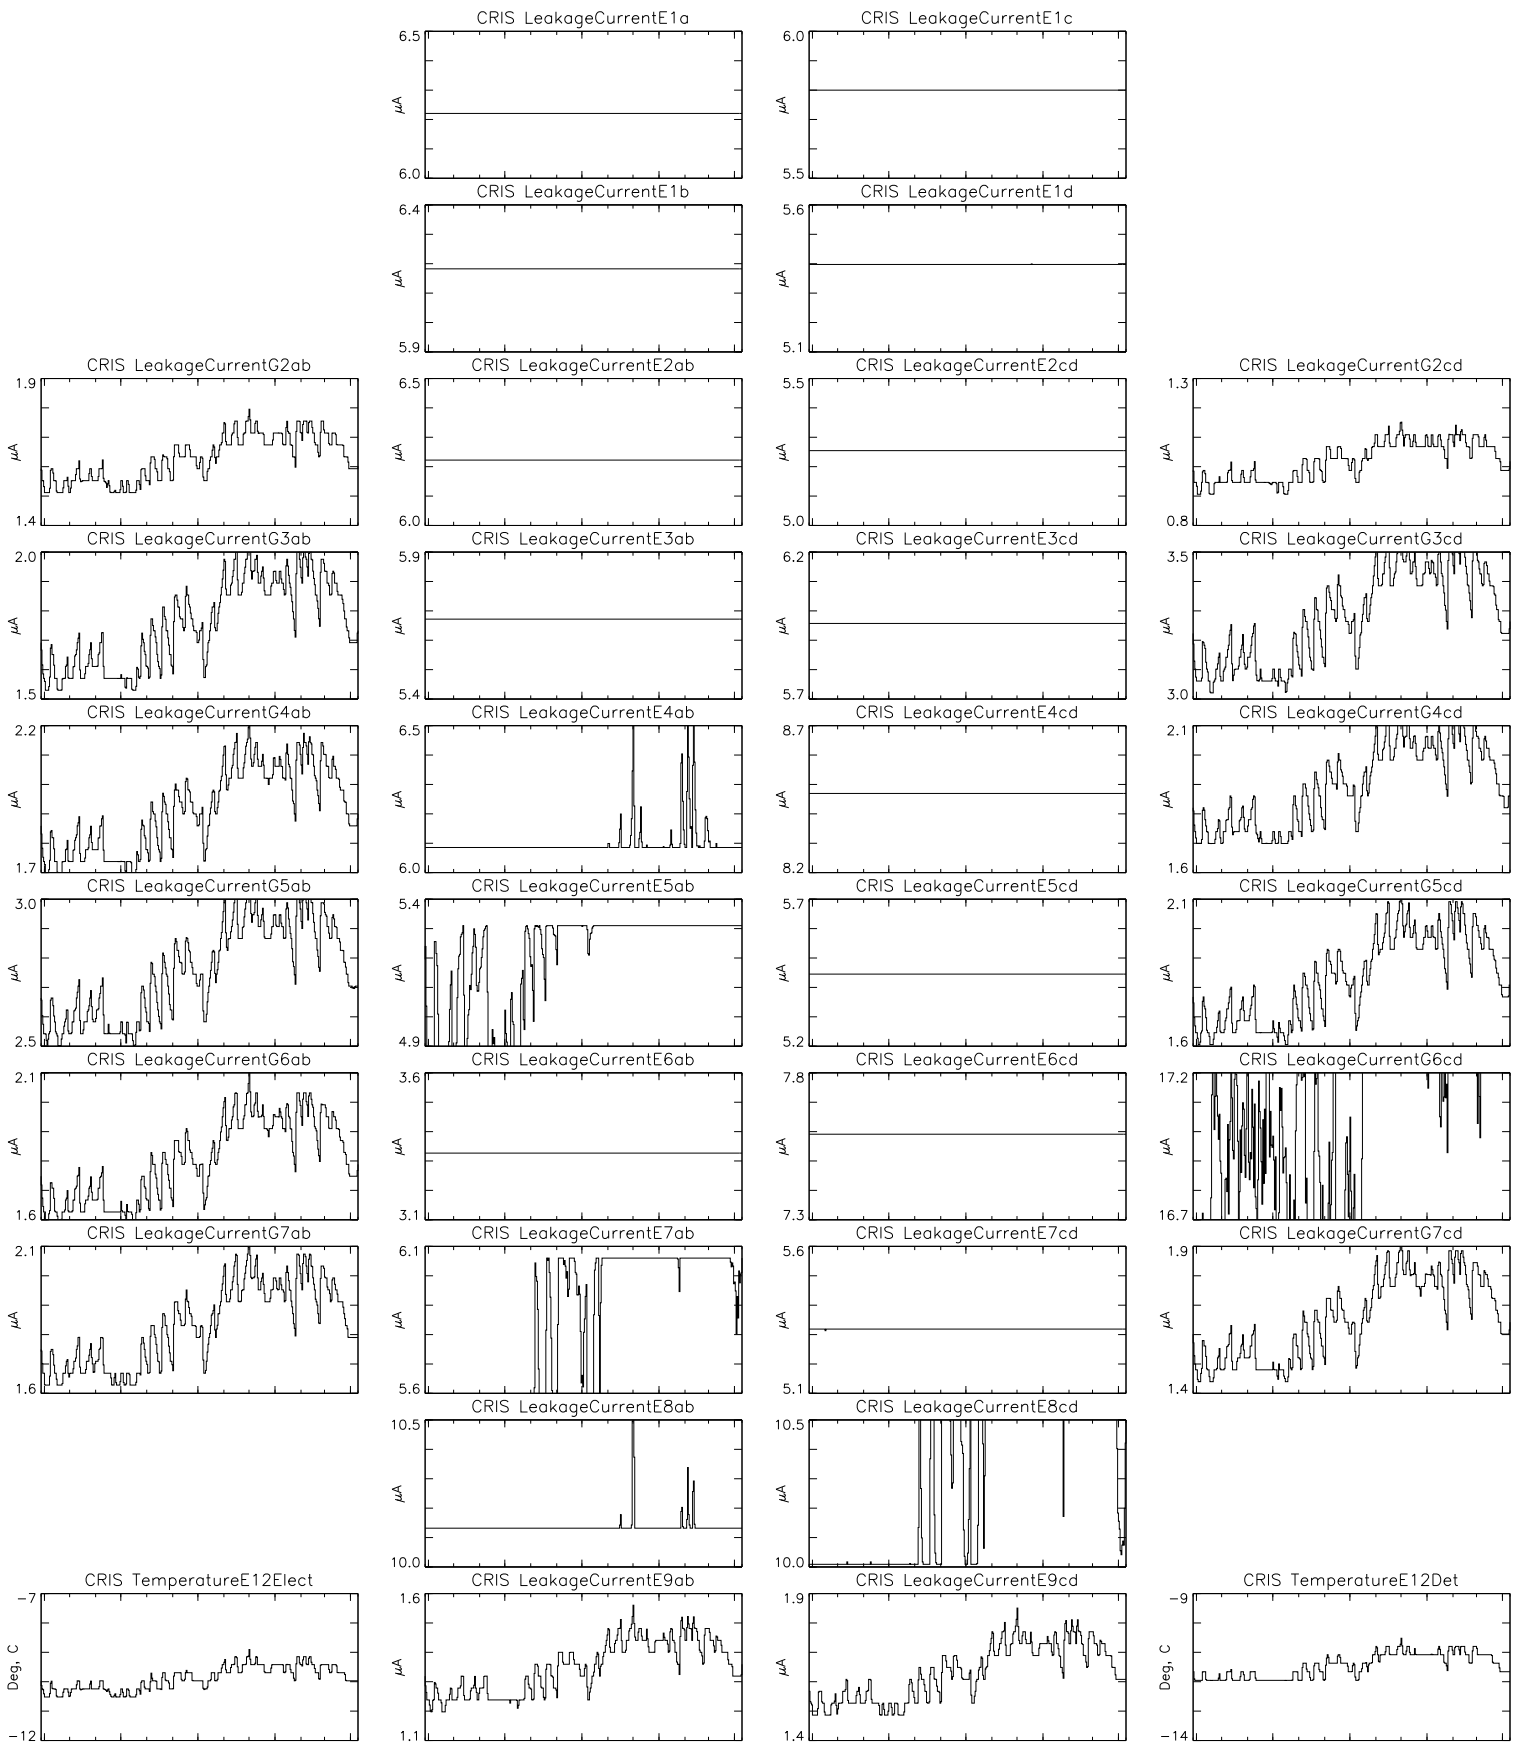 CRIS LeakageCurrentE1a CRIS LeakageCurrentE1c
6.5 6.0
μA μA
6.0 5.5
CRIS LeakageCurrentE1b CRIS LeakageCurrentE1d
6.4 5.6
μA μA
5.9 5.1
CRIS LeakageCurrentG2ab CRIS LeakageCurrentE2ab CRIS LeakageCurrentE2cd CRIS LeakageCurrentG2cd
1.9 6.5 5.5 1.3
μA μA μA μA
1.4 6.0 5.0 0.8
CRIS LeakageCurrentG3ab CRIS LeakageCurrentE3ab CRIS LeakageCurrentE3cd CRIS LeakageCurrentG3cd
2.0 5.9 6.2 3.5
μA μA μA μA
1.5 5.4 5.7 3.0
CRIS LeakageCurrentG4ab CRIS LeakageCurrentE4ab CRIS LeakageCurrentE4cd CRIS LeakageCurrentG4cd
2.2 6.5 8.7 2.1
μA μA μA μA
1.7 6.0 8.2 1.6
CRIS LeakageCurrentG5ab CRIS LeakageCurrentE5ab CRIS LeakageCurrentE5cd CRIS LeakageCurrentG5cd
3.0 5.4 5.7 2.1
μA μA μA μA
2.5 4.9 5.2 1.6
CRIS LeakageCurrentG6ab CRIS LeakageCurrentE6ab CRIS LeakageCurrentE6cd CRIS LeakageCurrentG6cd
2.1 3.6 7.8 17.2
μA μA μA μA
1.6 3.1 7.3 16.7
CRIS LeakageCurrentG7ab CRIS LeakageCurrentE7ab CRIS LeakageCurrentE7cd CRIS LeakageCurrentG7cd
2.1 6.1 5.6 1.9
μA μA μA μA
1.6 5.6 5.1 1.4
CRIS LeakageCurrentE8ab CRIS LeakageCurrentE8cd
10.5 10.5
μA μA
10.0 10.0
CRIS TemperatureE12Elect CRIS LeakageCurrentE9ab CRIS LeakageCurrentE9cd CRIS TemperatureE12Det
-7 1.6 1.9 -9
Deg, C μA μA Deg, C
-12 1.1 1.4 -14